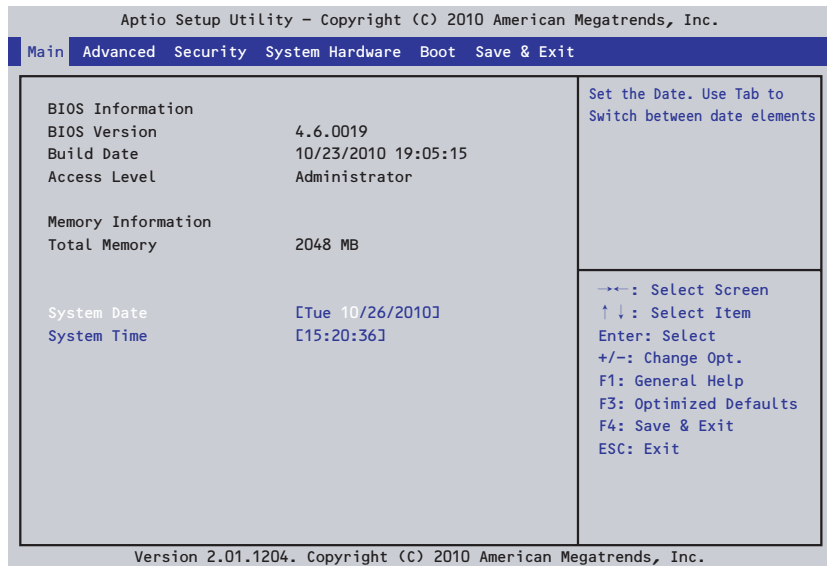 Aptio Setup Utility – Copyright (C) 2010 American Megatrends, Inc.
Main Advanced Security System Hardware Boot Save & Exit
BIOS Information
BIOS Version 4.6.0019
Build Date 10/23/2010 19:05:15
Access Level Administrator
Memory Information
Total Memory 2048 MB
System Date [Tue 10/26/2010]
System Time [15:20:36]
Set the Date. Use Tab to
Switch between date elements
→←: Select Screen
↑↓: Select Item
Enter: Select
+/–: Change Opt.
F1: General Help
F3: Optimized Defaults
F4: Save & Exit
ESC: Exit
Version 2.01.1204. Copyright (C) 2010 American Megatrends, Inc.